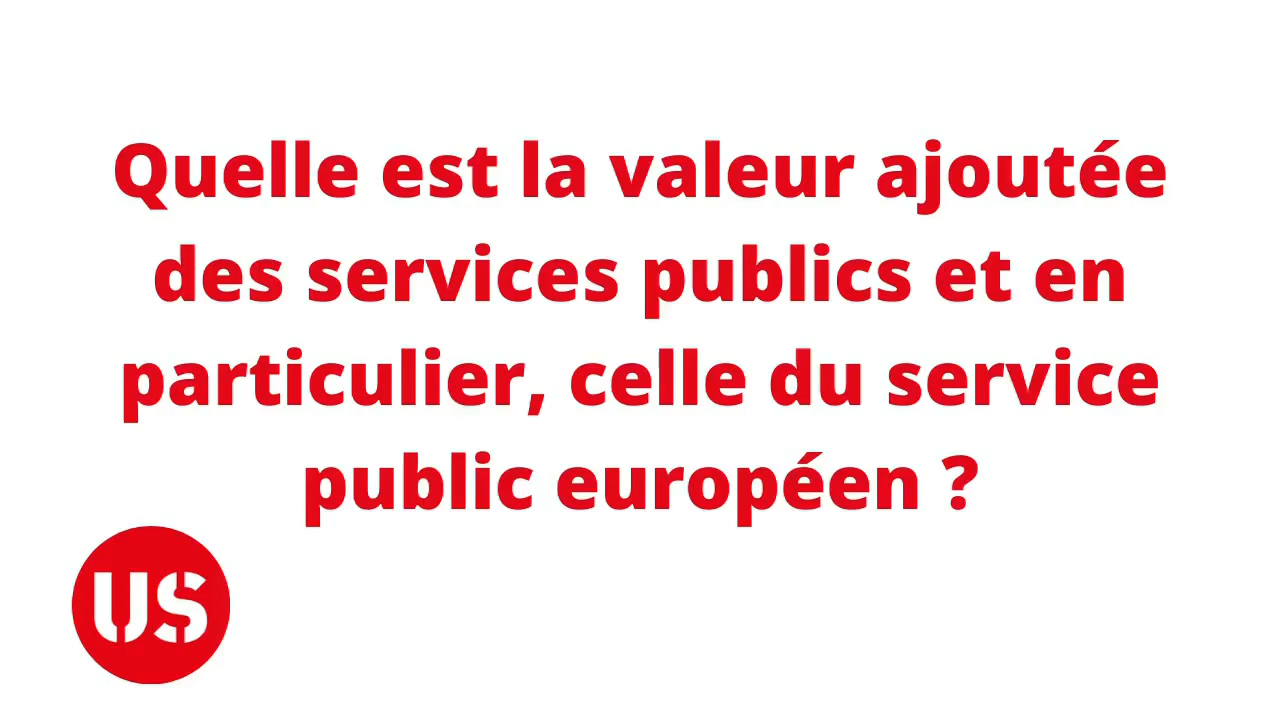 Quelle est la valeur ajoutée
des services publics et en
particulier, celle du service
public européen ?
US